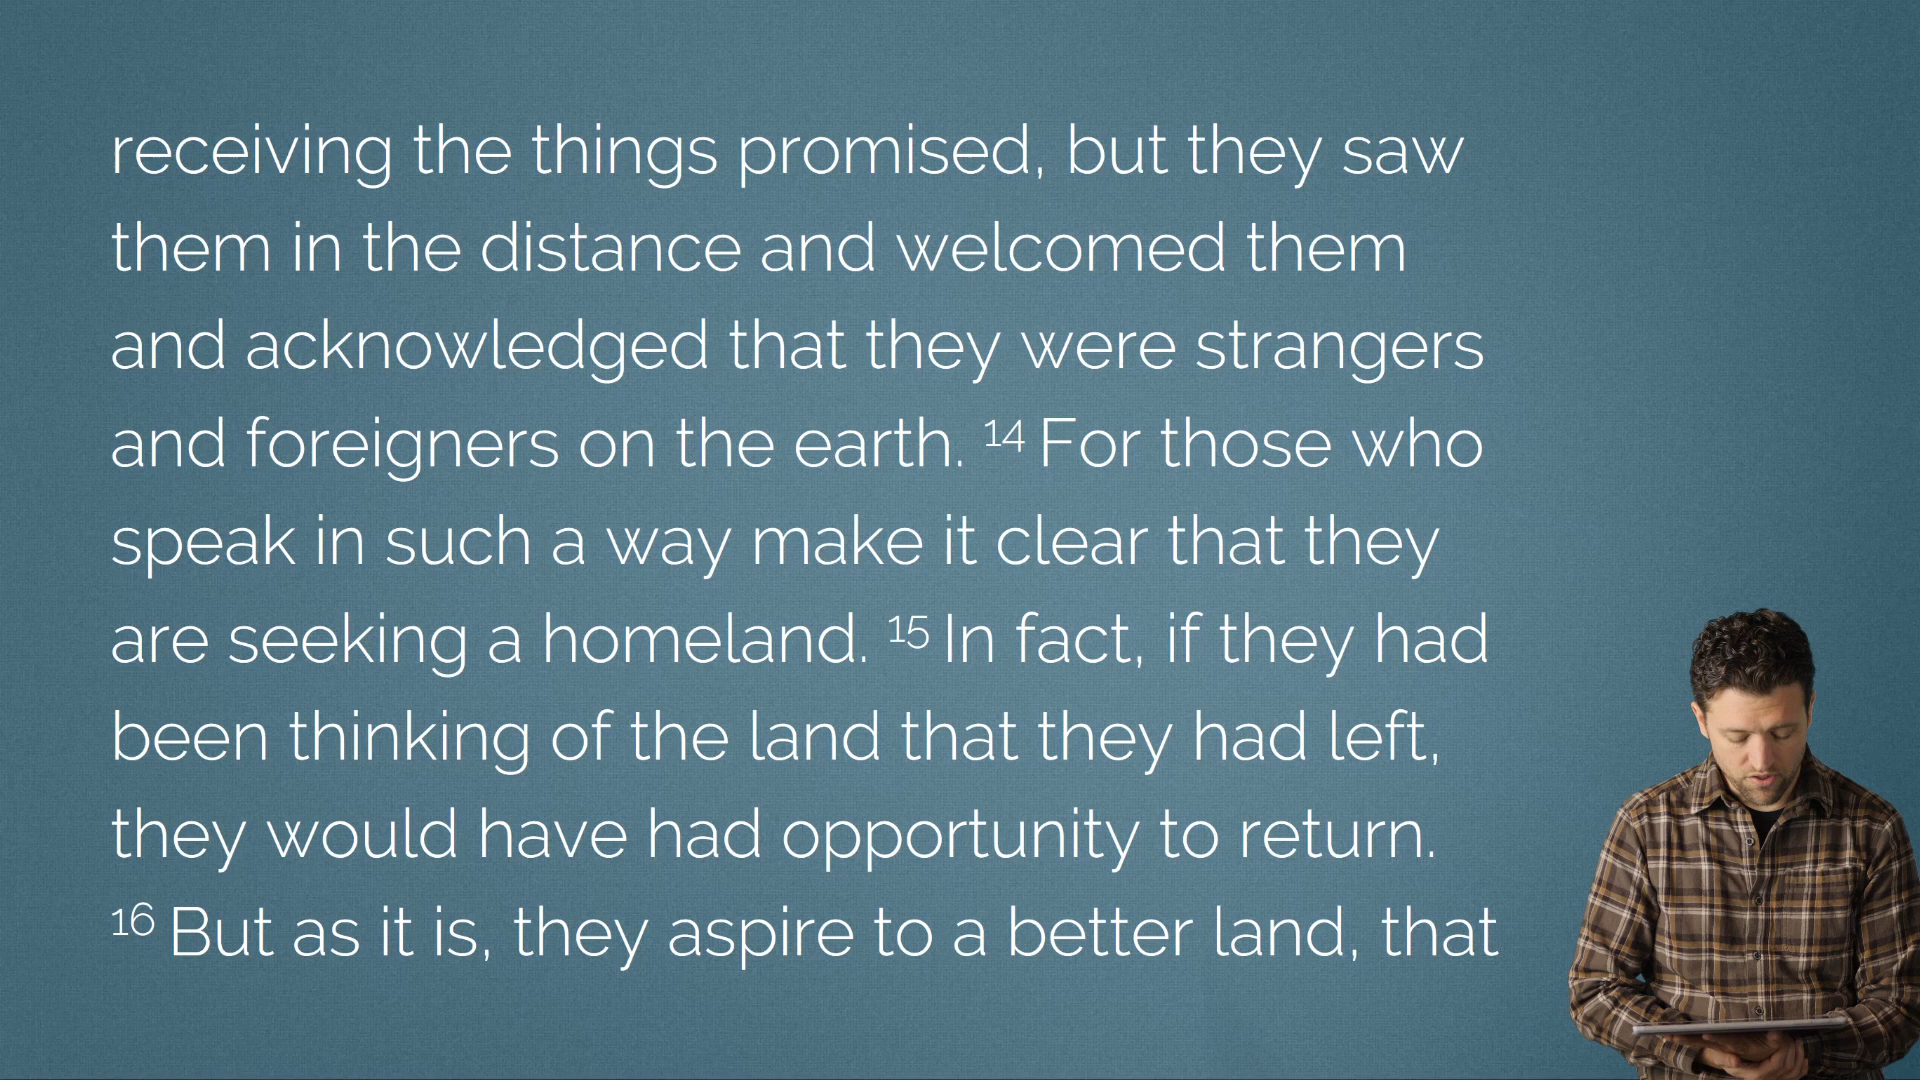 receiving the things promised, but they saw
them in the distance and welcomed them
and acknowledged that they were strangers
and foreigners on the earth. 14 For those who
speak in such a way make it clear that they
are seeking a homeland. 15 In fact, if they had
been thinking of the land that they had left,
they would have had opportunity to return.
16 But as it is, they aspire to a better land, that